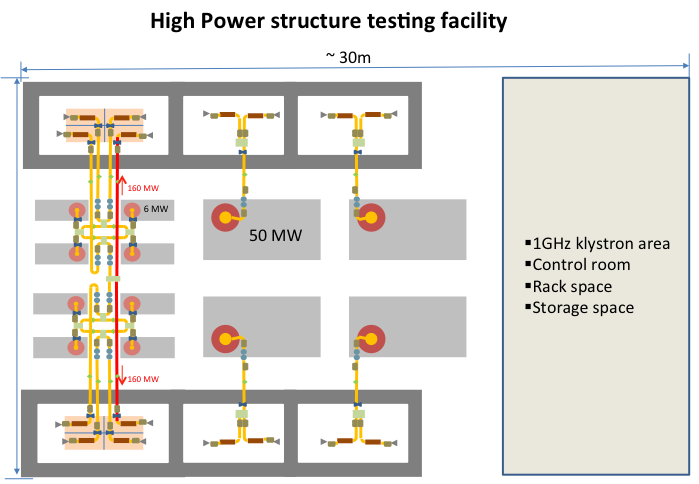 High Power structure testing facility
~ 30m
160 MW
6 MW
50 MW
▪1GHz klystron area
▪Control room
▪Rack space
▪Storage space
160 MW